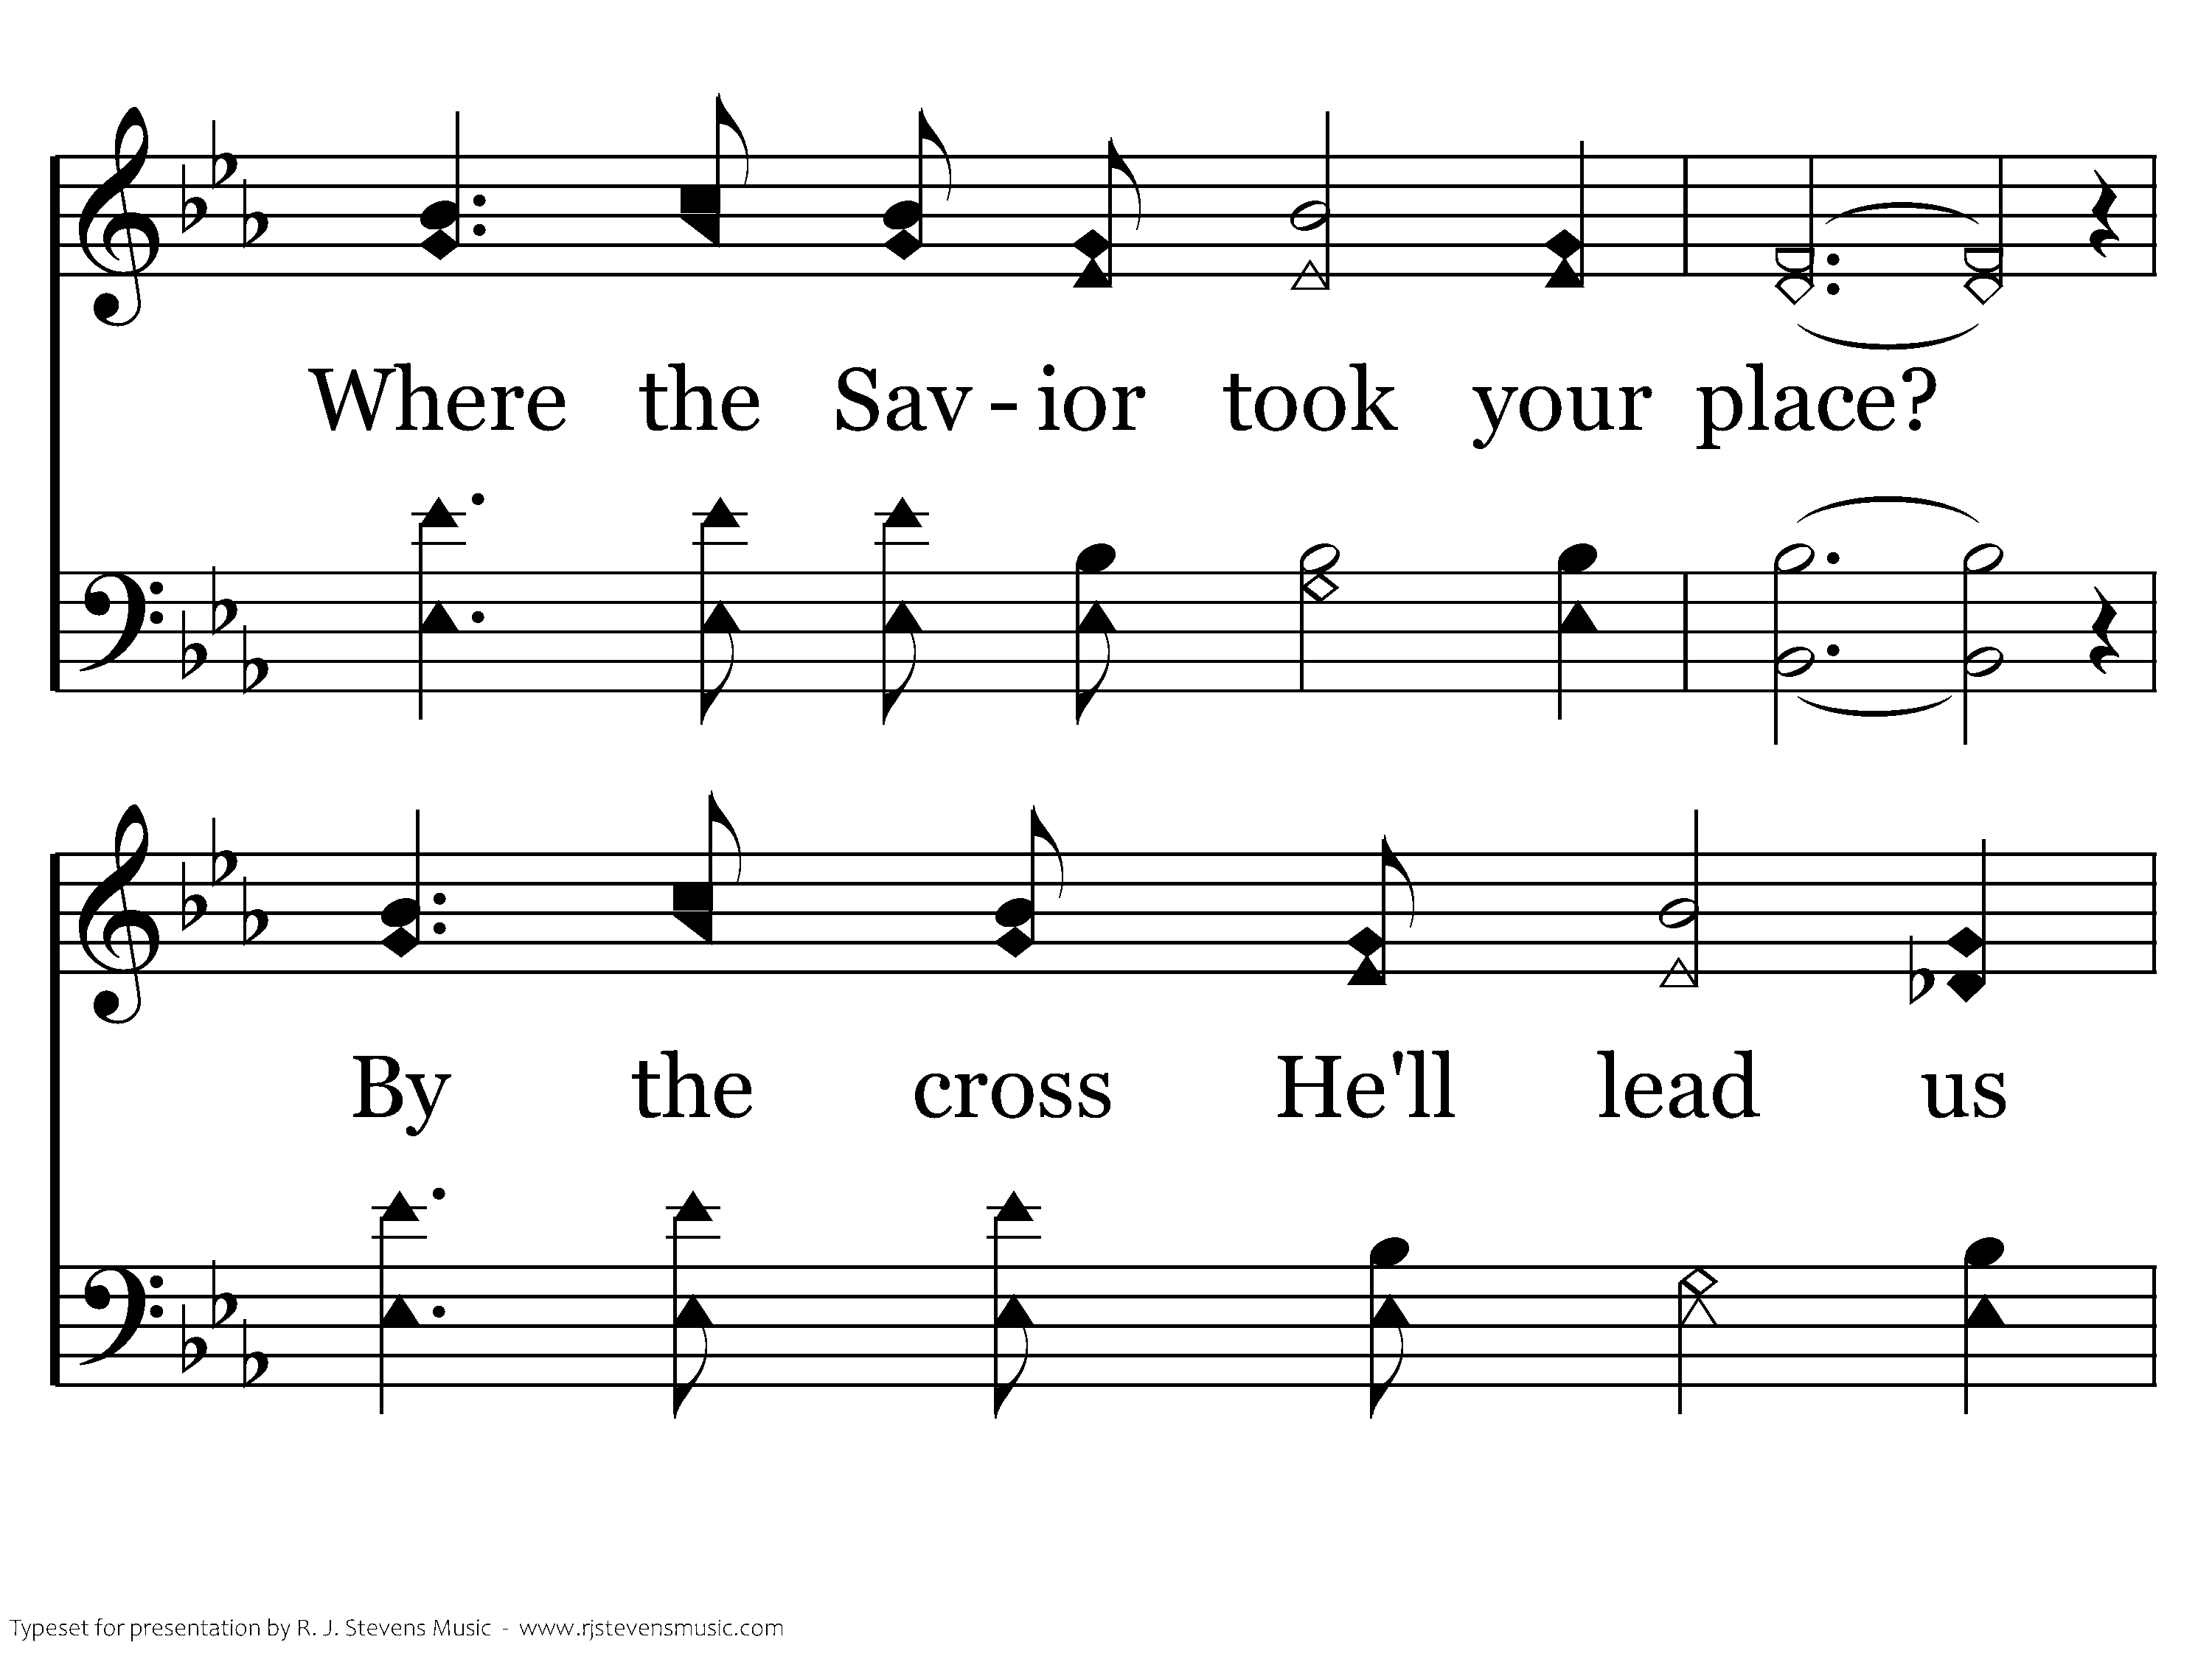 Where the Sav - ior took your place?
By the cross He'll lead us
Typeset for presentation by R. J. Stevens Music - www.rjstevensmusic.com